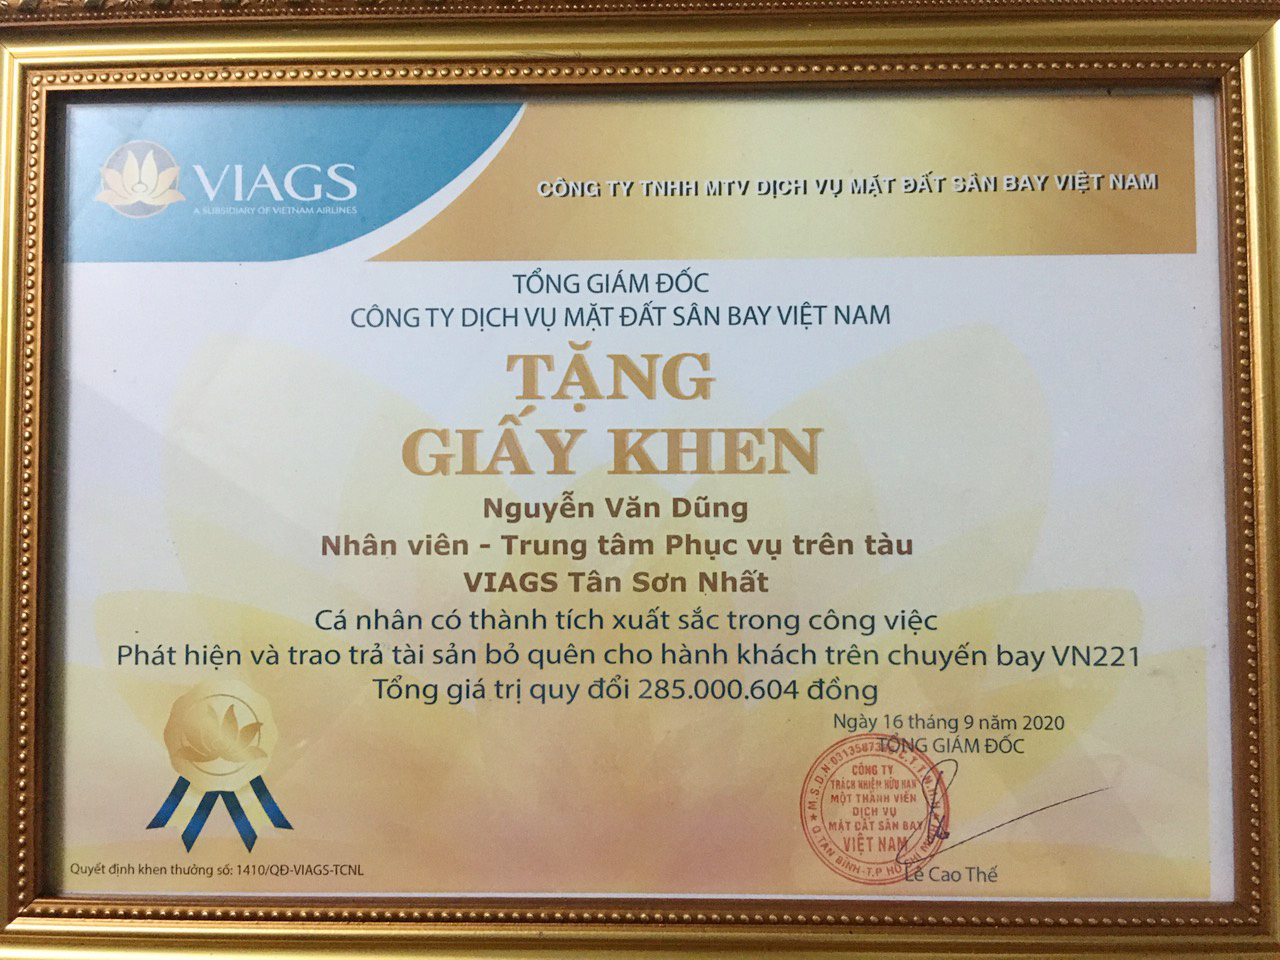 VIAGS
A SUBSIDIARY OF VIETNAM AIRLINES
CÔNG TY TNHH MTV DỊCH VỤ MẶT ĐẤT SÂN BAY VIỆT NAM
TỔNG GIÁM ĐỐC
CÔNG TY DỊCH VỤ MẶT ĐẤT SÂN BAY VIỆT NAM
TẶNG
GIẤY KHEN
Nguyễn Văn Dũng
Nhân viên - Trung tâm Phục vụ trên tàu
VIAGS Tân Sơn Nhất
Cá nhân có thành tích xuất sắc trong công việc
Phát hiện và trao trả tài sản bỏ quên cho hành khách trên chuyến bay VN221
Tổng giá trị quy đổi 285.000.604 đồng
Ngày 16 tháng 9 năm 2020
TỔNG GIÁM ĐỐC
CÔNG TY
TRÁCH NHIỆM HỮU HẠN
MỘT THÀNH VIÊN
DỊCH VỤ
MẶT ĐẤT SÂN BAY
VIỆT NAM
Q TÂN BÌNH-T.P HỒ CHÍ MINH
Lê Cao Thế
Quyết định khen thưởng số: 1410/QĐ-VIAGS-TCNL